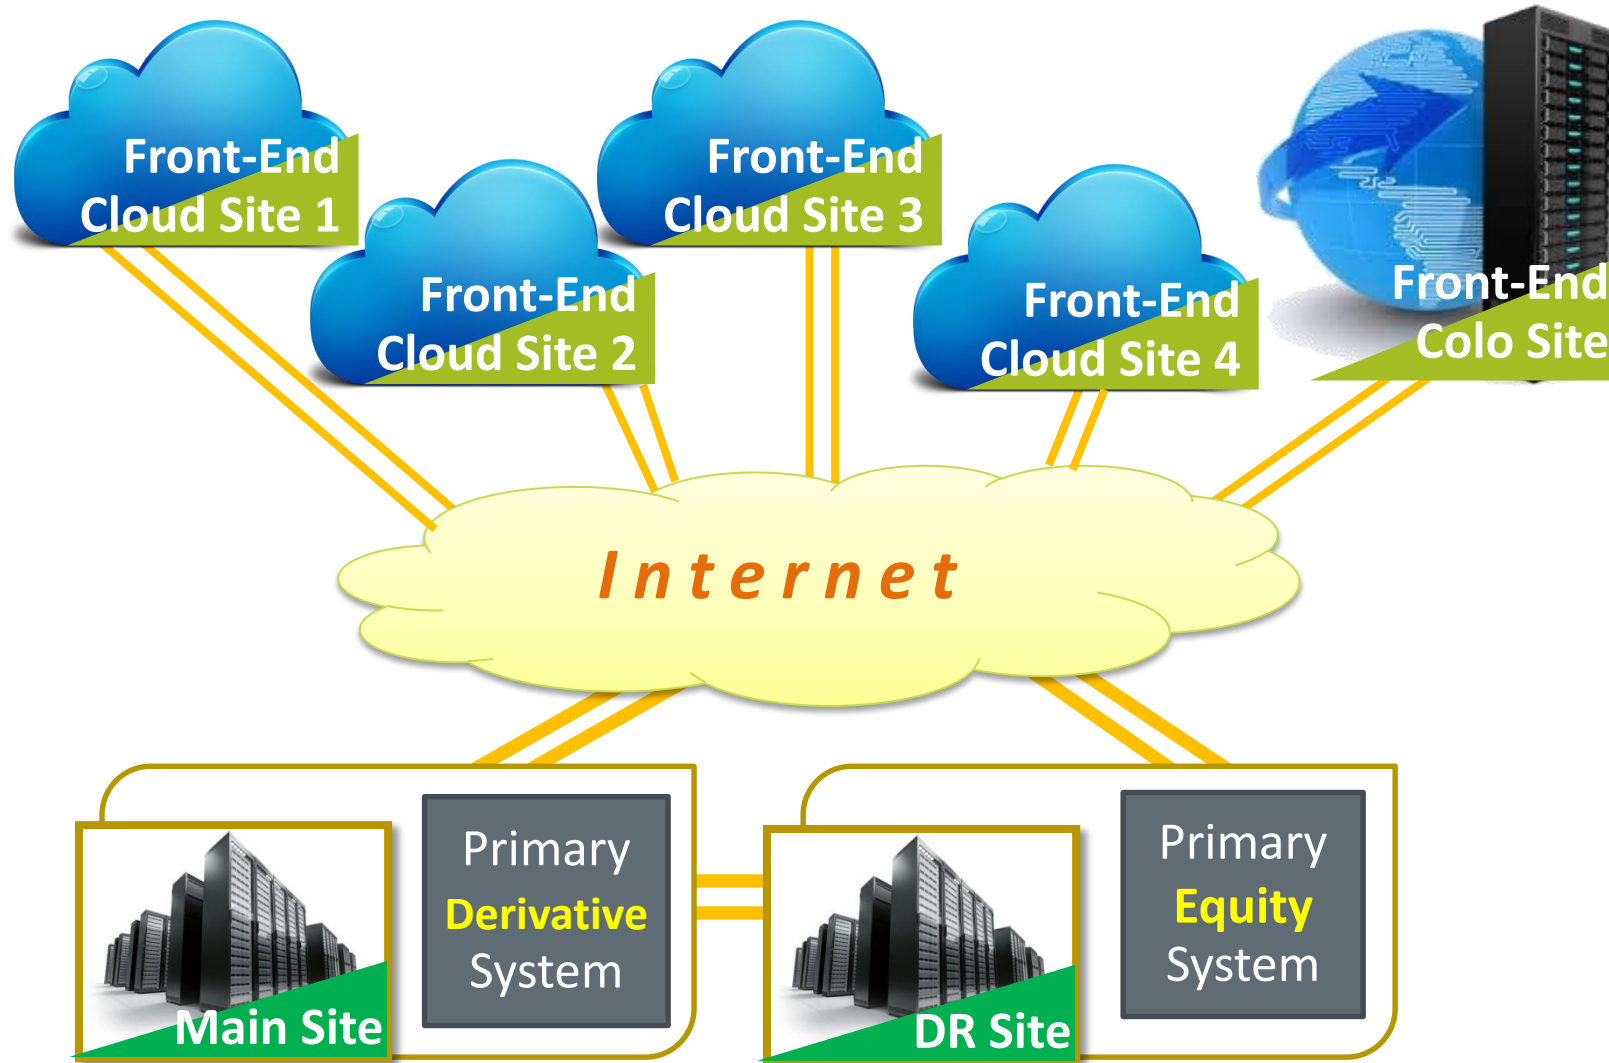 Front-End
Cloud Site 1
Front-End
Cloud Site 2
Front-End
Cloud Site 3
Front-End
Cloud Site 4
Front-End
Colo Site
Internet
Primary
Derivative
System
Main Site
Primary
Equity
System
DR Site